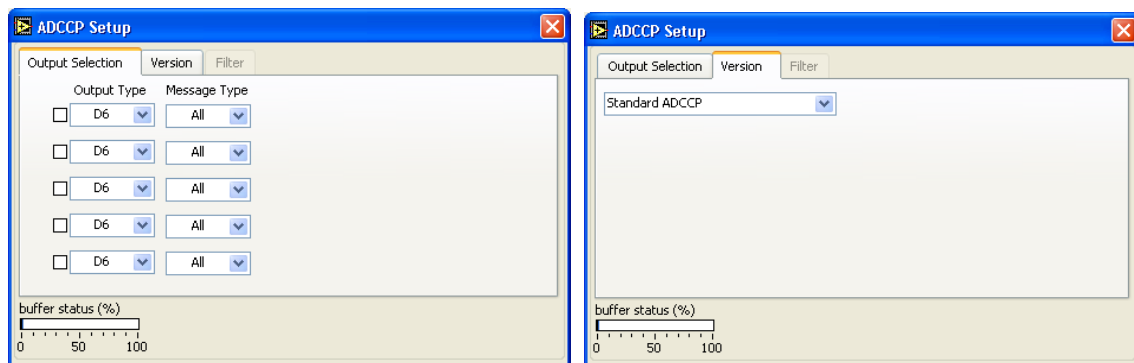 ADCCP Setup
Output Selection Version Filter
Output Type Message Type
D6 All
D6 All
D6 All
D6 All
D6 All
buffer status (%)
0 50 100
ADCCP Setup
Output Selection Version Filter
Standard ADCCP
buffer status (%)
0 50 100